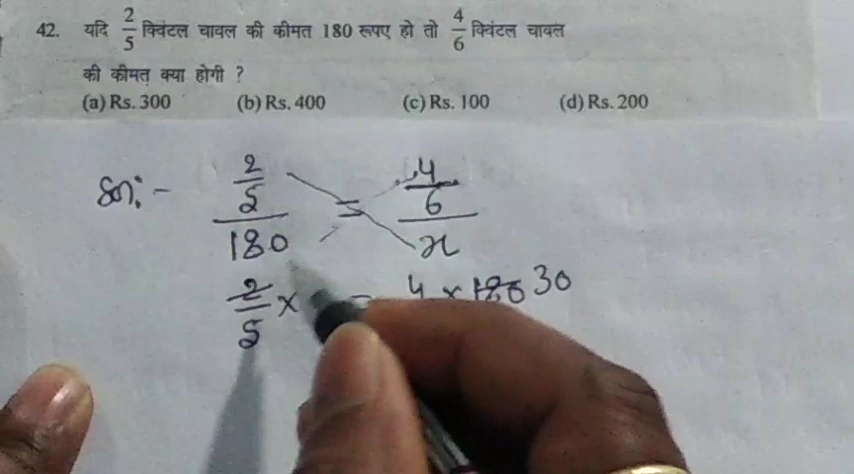 42. यदि 2/5 क्विंटल चावल की कीमत 180 रूपए हो तो 4/6 क्विंटल चावल
की कीमत क्या होगी ?
(a) Rs. 300 (b) Rs. 400 (c) Rs. 100 (d) Rs. 200
2/5 / 180 = 4/6 / x
2/5 × = 4 × 180 30